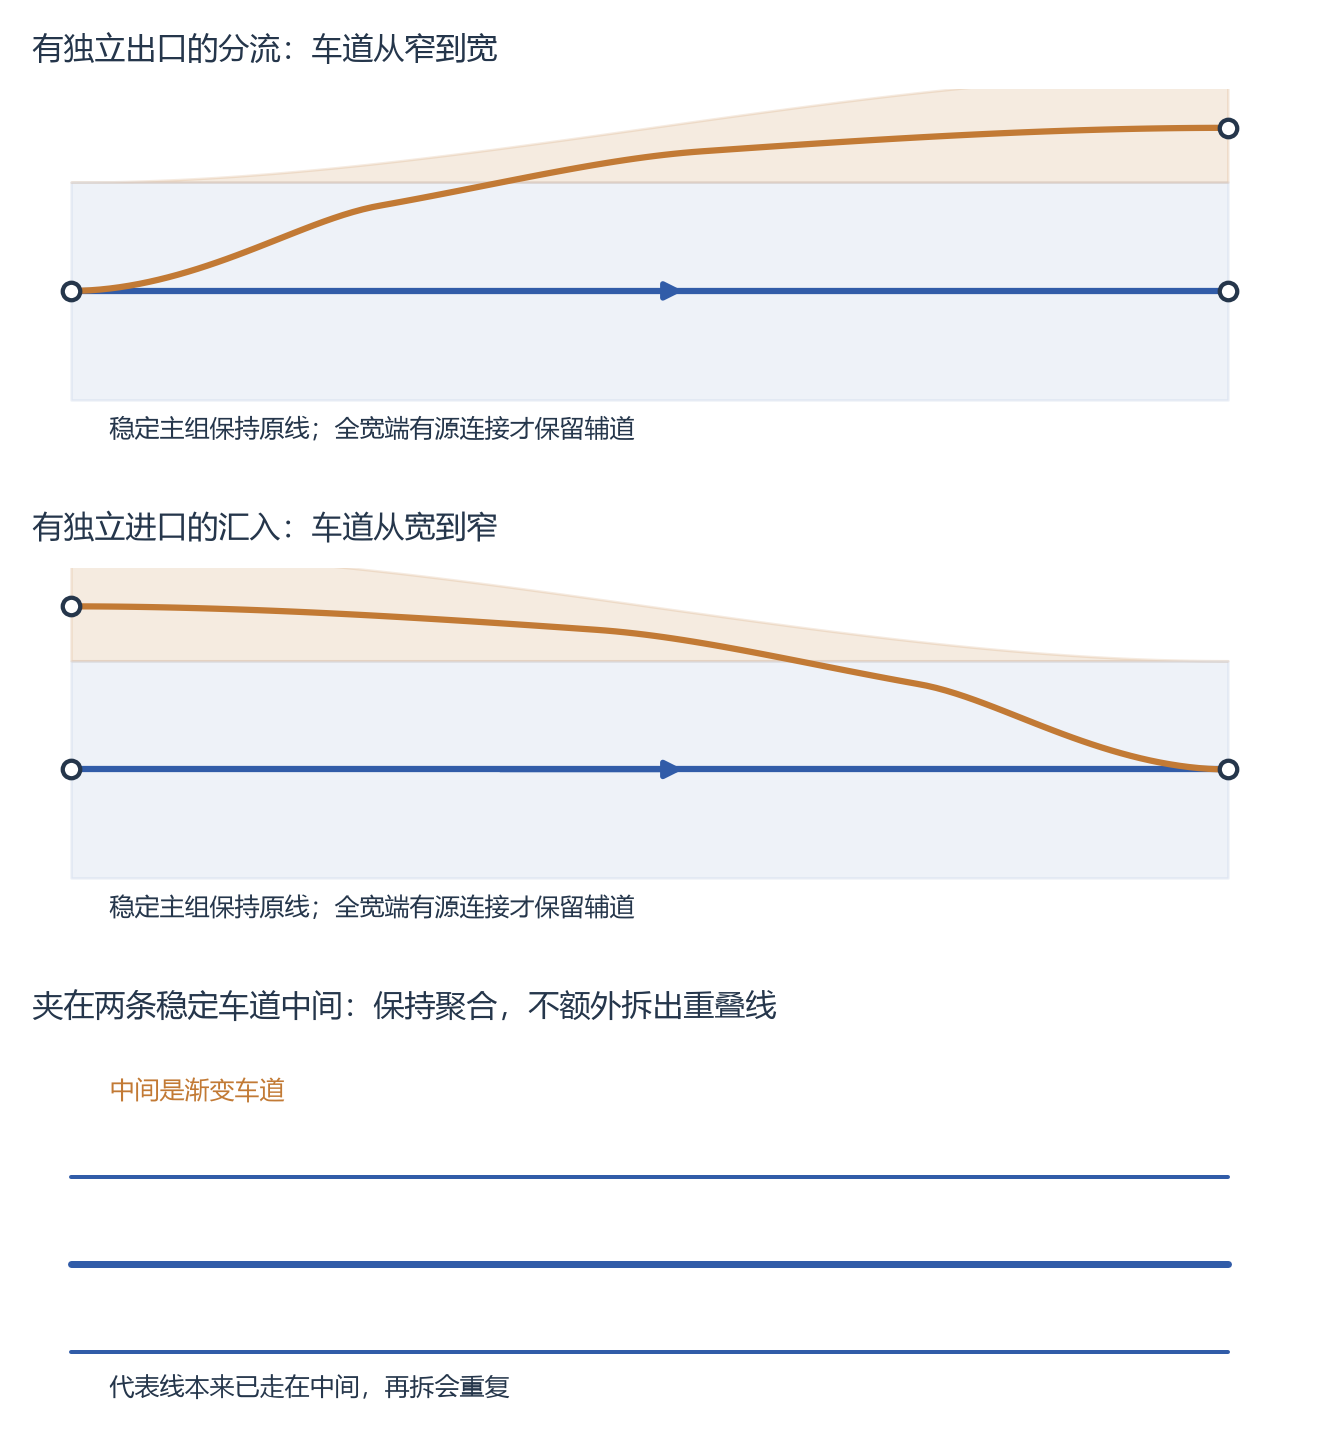 有独立出口的分流：车道从窄到宽
稳定主组保持原线；全宽端有源连接才保留辅道
有独立进口的汇入：车道从宽到窄
稳定主组保持原线；全宽端有源连接才保留辅道
夹在两条稳定车道中间：保持聚合，不额外拆出重叠线
中间是渐变车道
代表线本来已走在中间，再拆会重复